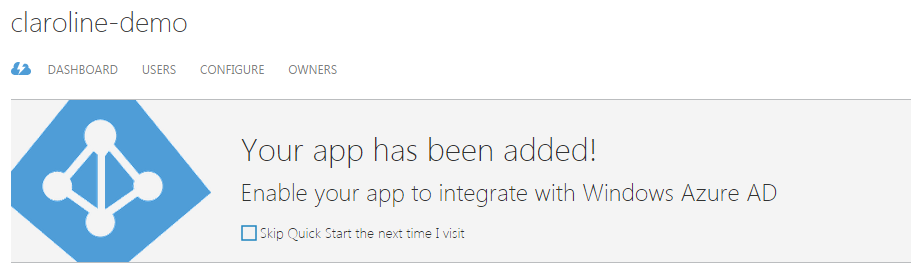 claroline-demo
DASHBOARD USERS CONFIGURE OWNERS
Your app has been added!
Enable your app to integrate with Windows Azure AD
Skip Quick Start the next time I visit